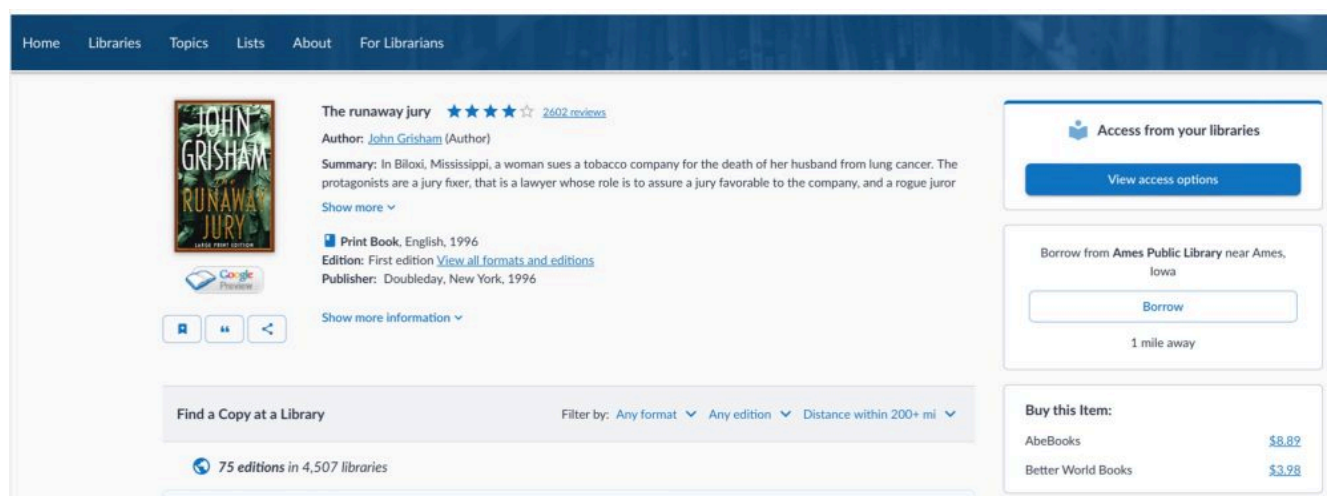 Home Libraries Topics Lists About For Librarians
JOHN
GRISHAM
The
RUNAWAY
JURY
LARGE PRINT EDITION
Google
Preview
The runaway jury 2602 reviews
Author: John Grisham (Author)
Summary: In Biloxi, Mississippi, a woman sues a tobacco company for the death of her husband from lung cancer. The
protagonists are a jury fixer, that is a lawyer whose role is to assure a jury favorable to the company, and a rogue juror
Show more
Print Book, English, 1996
Edition: First edition View all formats and editions
Publisher: Doubleday, New York, 1996
Show more information
Find a Copy at a Library Filter by: Any format Any edition Distance within 200+ mi
75 editions in 4,507 libraries
Access from your libraries
View access options
Borrow from Ames Public Library near Ames,
Iowa
Borrow
1 mile away
Buy this Item:
AbeBooks $8.89
Better World Books $3.98